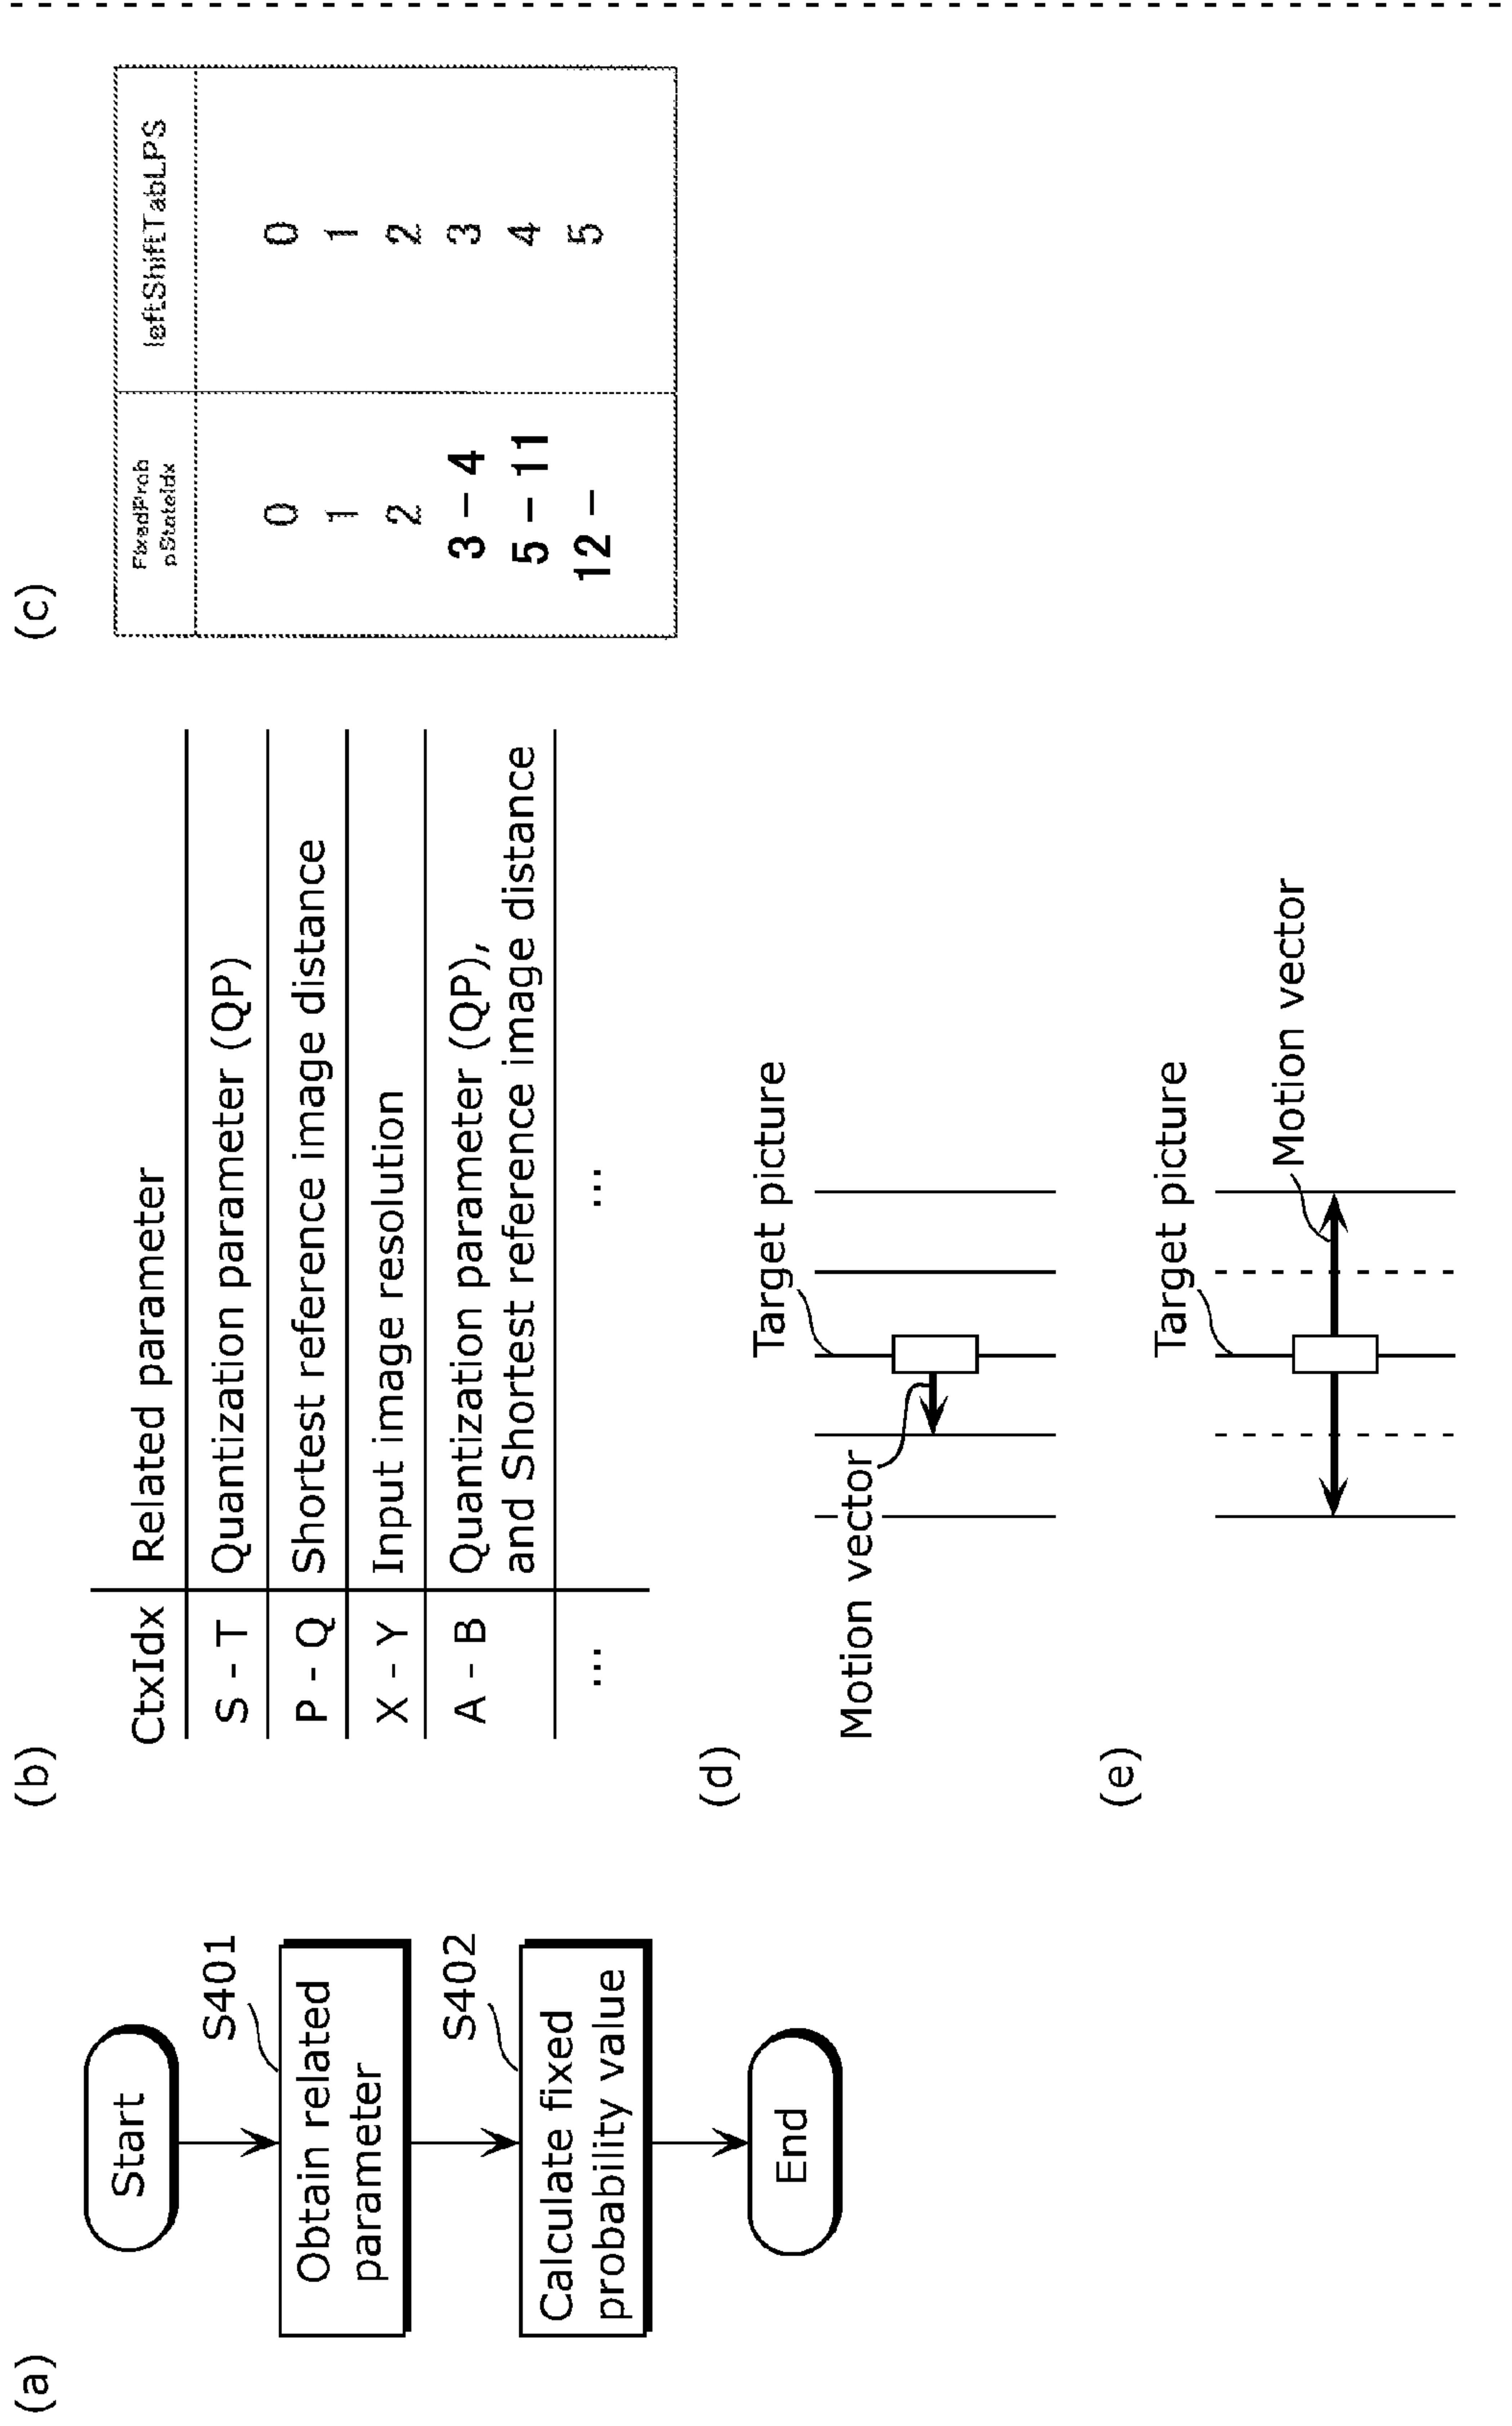 (a)
Start
S401
Obtain related
parameter
S402
Calculate fixed
probability value
End
(b)
CtxIdx Related parameter
S - T Quantization parameter (QP)
P - Q Shortest reference image distance
X - Y Input image resolution
A - B Quantization parameter (QP),
and Shortest reference image distance
... ...
(c)
FixedProb
pStateIdx
leftShiftTabLPS
0 0
1 1
2 2
3 – 4 3
5 – 11 4
12 – 5
(d)
Target picture
Motion vector
(e)
Target picture
Motion vector